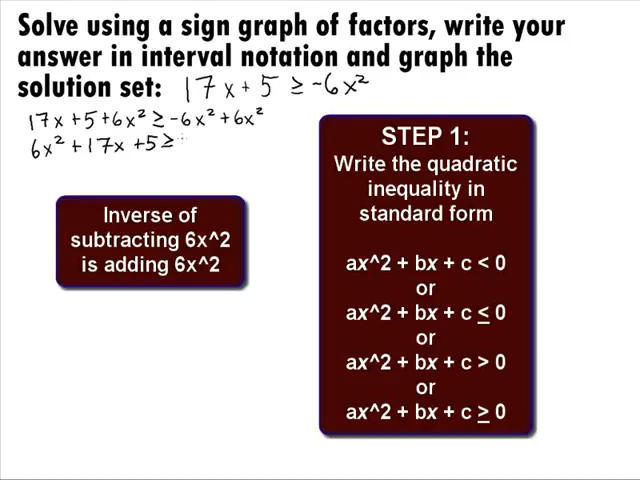 Solve using a sign graph of factors, write your
answer in interval notation and graph the
solution set: 17x + 5 ≥ -6x²
17x + 5 + 6x² ≥ -6x² + 6x²
6x² + 17x + 5 ≥
Inverse of
subtracting 6x^2
is adding 6x^2
STEP 1:
Write the quadratic
inequality in
standard form
ax^2 + bx + c < 0
or
ax^2 + bx + c ≤ 0
or
ax^2 + bx + c > 0
or
ax^2 + bx + c ≥ 0